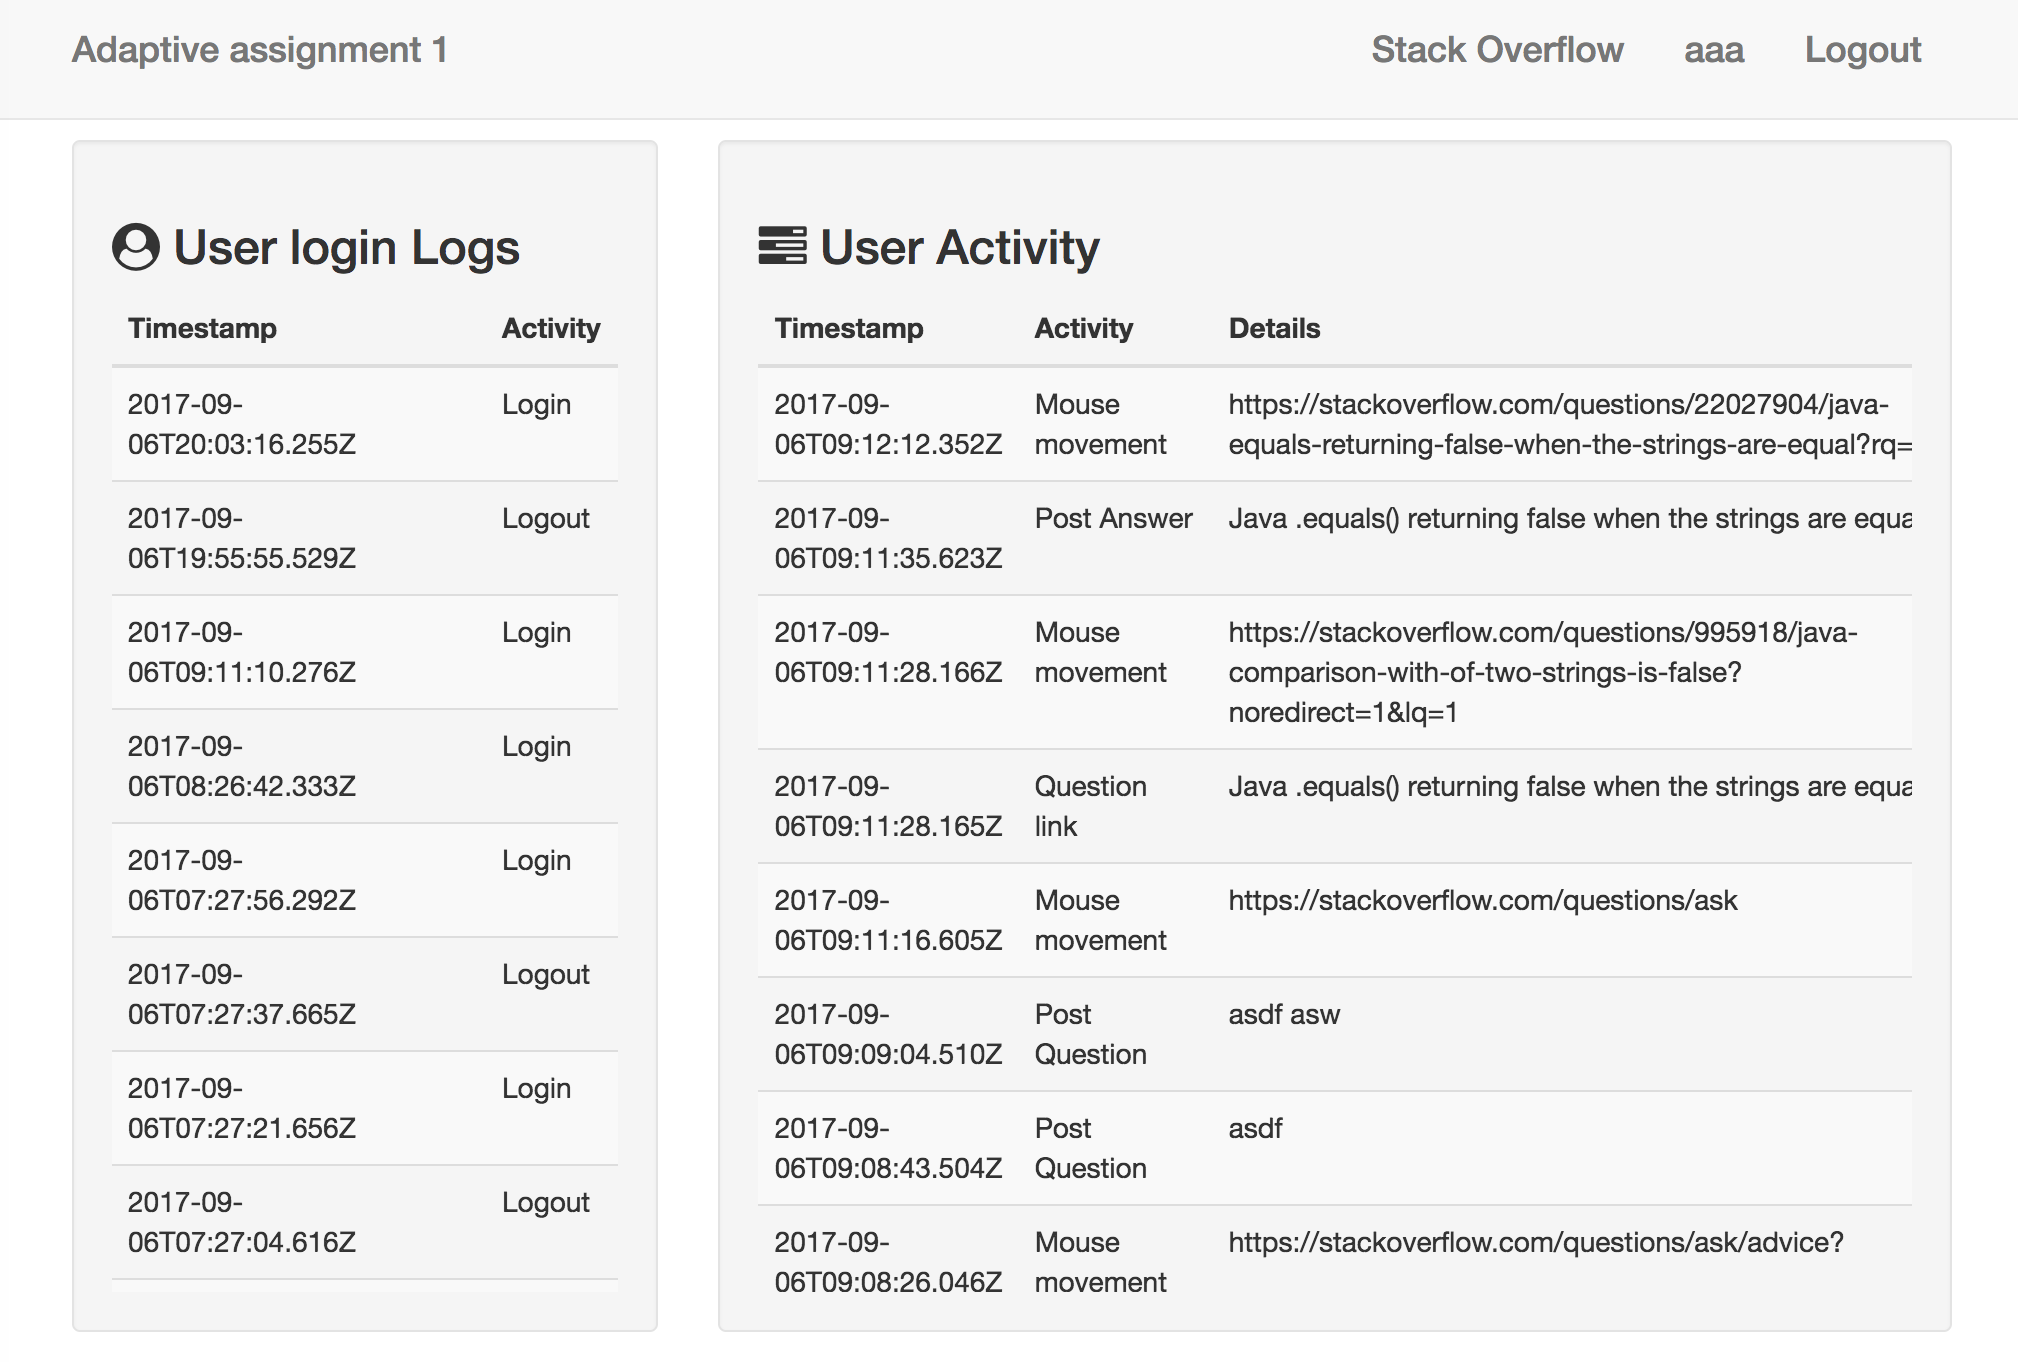 Adaptive assignment 1
Stack Overflow aaa Logout
User login Logs
Timestamp Activity
2017-09-
06T20:03:16.255Z
Login
2017-09-
06T19:55:55.529Z
Logout
2017-09-
06T09:11:10.276Z
Login
2017-09-
06T08:26:42.333Z
Login
2017-09-
06T07:27:56.292Z
Login
2017-09-
06T07:27:37.665Z
Logout
2017-09-
06T07:27:21.656Z
Login
2017-09-
06T07:27:04.616Z
Logout
User Activity
Timestamp Activity Details
2017-09-
06T09:12:12.352Z
Mouse
movement
https://stackoverflow.com/questions/22027904/java-
equals-returning-false-when-the-strings-are-equal?rq=
2017-09-
06T09:11:35.623Z
Post Answer
Java .equals() returning false when the strings are equa
2017-09-
06T09:11:28.166Z
Mouse
movement
https://stackoverflow.com/questions/995918/java-
comparison-with-of-two-strings-is-false?
noredirect=1&lq=1
2017-09-
06T09:11:28.165Z
Question
link
Java .equals() returning false when the strings are equa
2017-09-
06T09:11:16.605Z
Mouse
movement
https://stackoverflow.com/questions/ask
2017-09-
06T09:09:04.510Z
Post
Question
asdf asw
2017-09-
06T09:08:43.504Z
Post
Question
asdf
2017-09-
06T09:08:26.046Z
Mouse
movement
https://stackoverflow.com/questions/ask/advice?